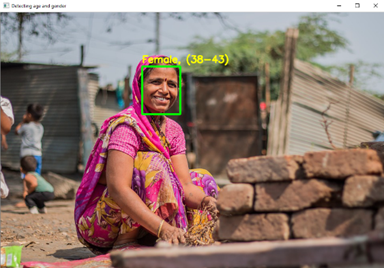 Detecting age and gender
Female, (38-43)